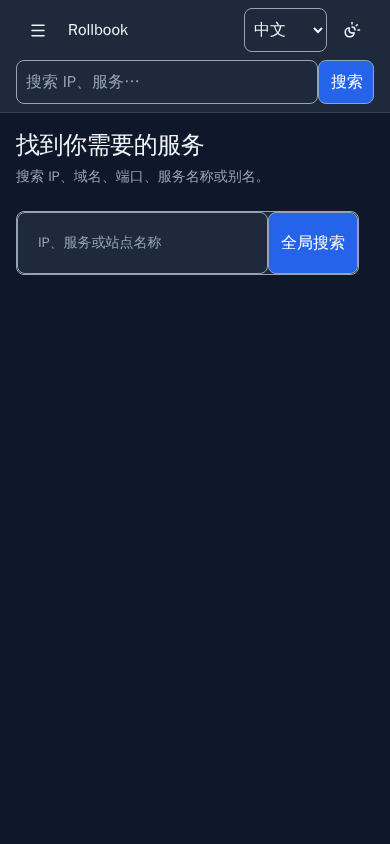 Rollbook
中文
搜索 IP、服务…
搜索
找到你需要的服务
搜索 IP、域名、端口、服务名称或别名。
IP、服务或站点名称
全局搜索